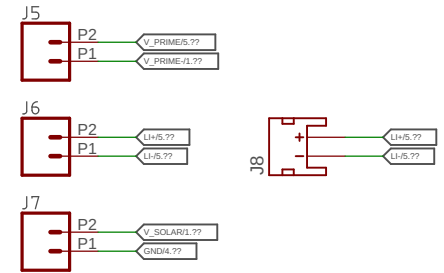 J5
P2 V_PRIME/5.??
P1 V_PRIME-/1.??
J6
P2 LI+/5.??
P1 LI-/5.??
J8
+ LI+/5.??
− LI-/5.??
J7
P2 V_SOLAR/1.??
P1 GND/4.??